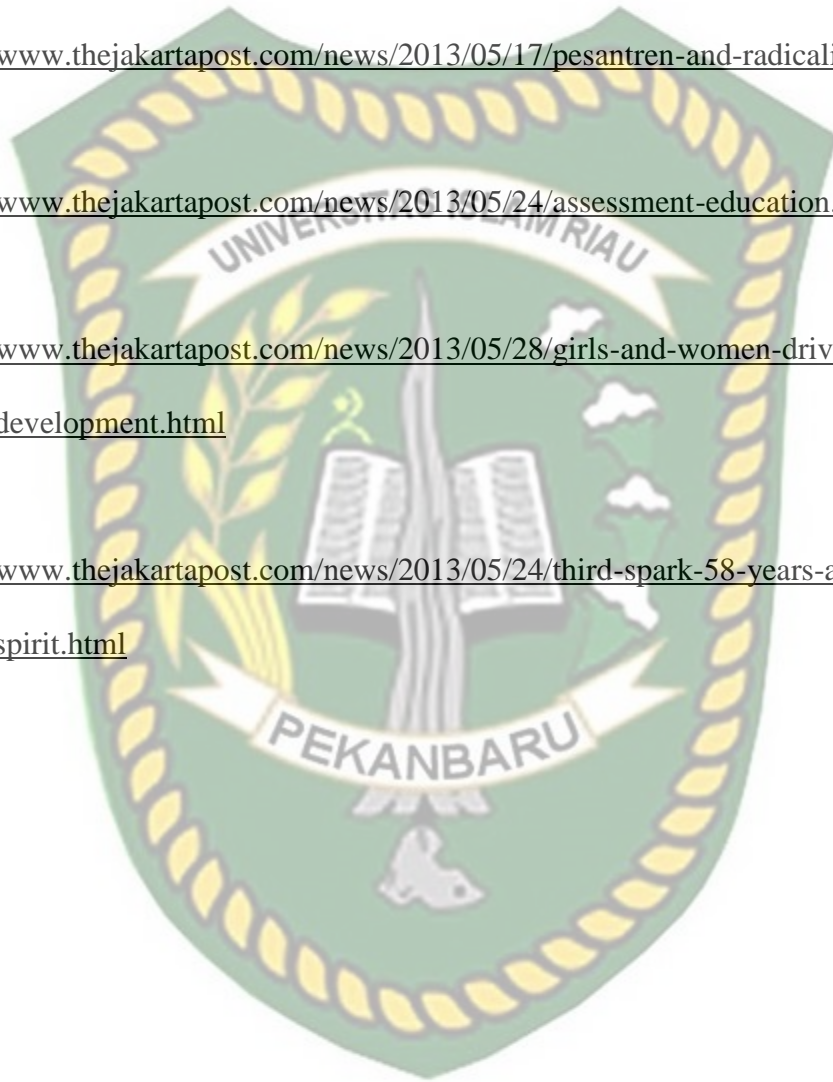 www.thejakartapost.com/news/2013/05/17/pesantren-and-radicali
www.thejakartapost.com/news/2013/05/24/assessment-education.
UNIVERSITAS ISLAM RIAU
www.thejakartapost.com/news/2013/05/28/girls-and-women-driv
development.html
www.thejakartapost.com/news/2013/05/24/third-spark-58-years-a
spirit.html
PEKANBARU